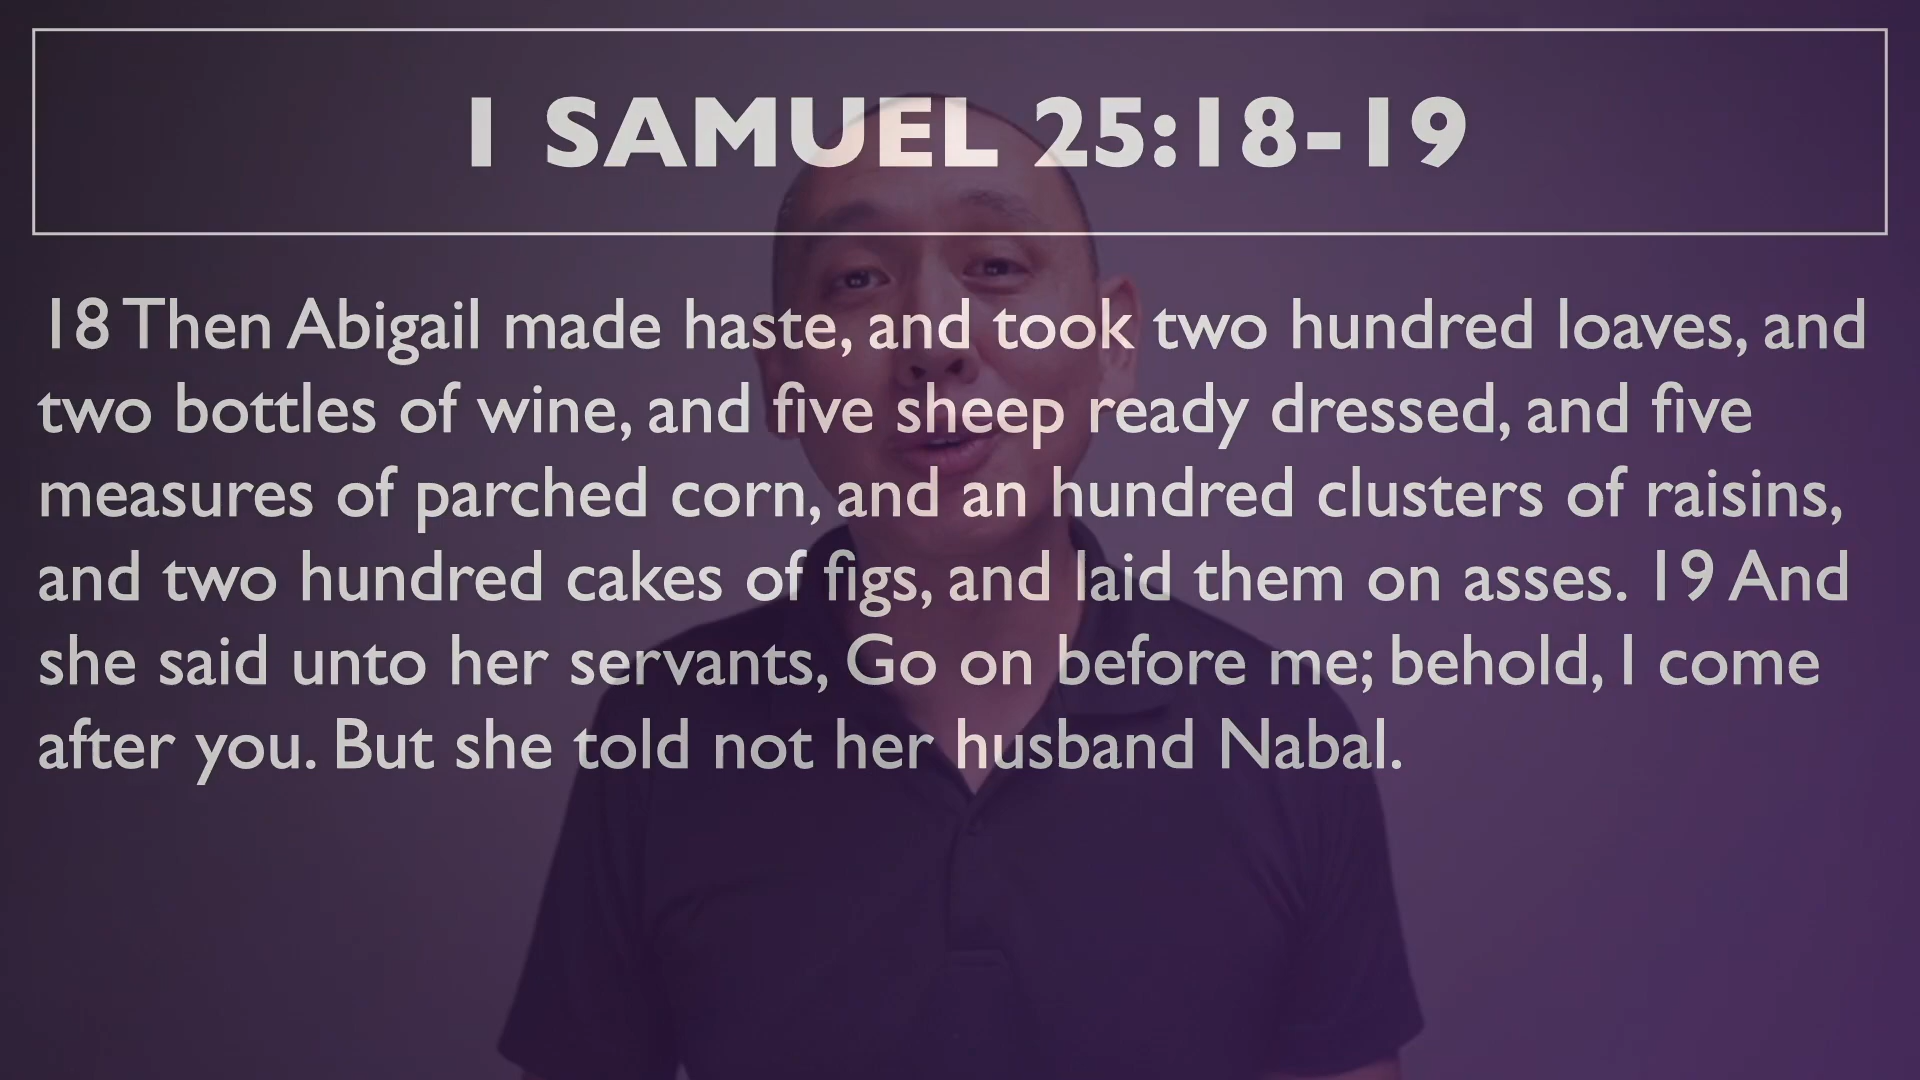 1 SAMUEL 25:18-19
18 Then Abigail made haste, and took two hundred loaves, and
two bottles of wine, and five sheep ready dressed, and five
measures of parched corn, and an hundred clusters of raisins,
and two hundred cakes of figs, and laid them on asses. 19 And
she said unto her servants, Go on before me; behold, I come
after you. But she told not her husband Nabal.